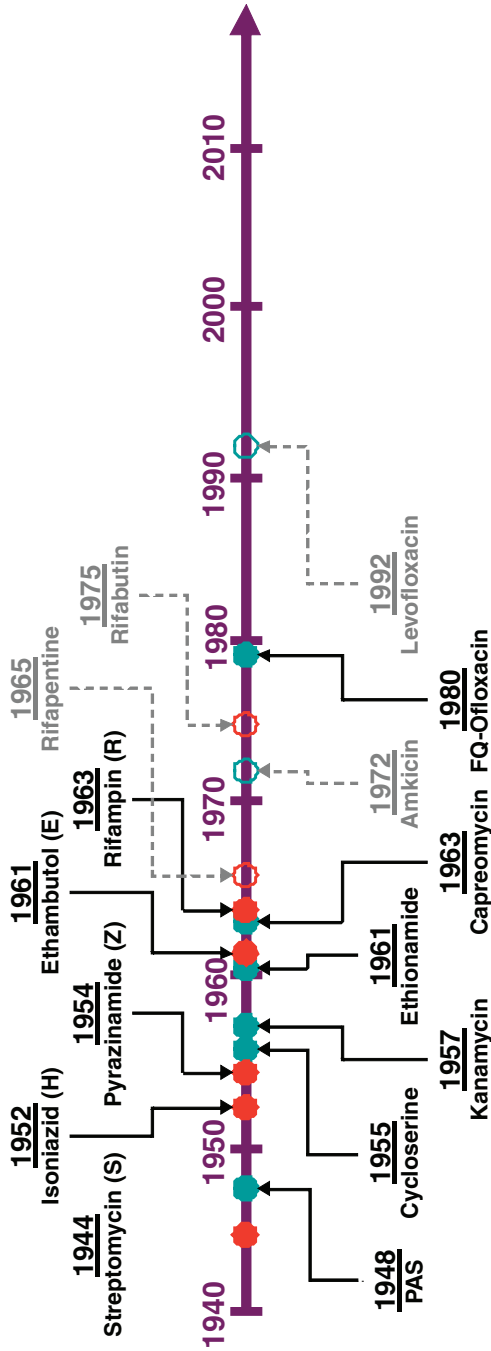 1944
Streptomycin (S)
1952
Isoniazid (H)
1954
Pyrazinamide (Z)
1961
Ethambutol (E)
1963
Rifampin (R)
1965
Rifapentine
1975
Rifabutin
1940
1950
1960
1970
1980
1990
2000
2010
1948
PAS
1955
Cycloserine
1957
Kanamycin
1961
Ethionamide
1963
Capreomycin
1972
Amkicin
1980
FQ-Ofloxacin
1992
Levofloxacin